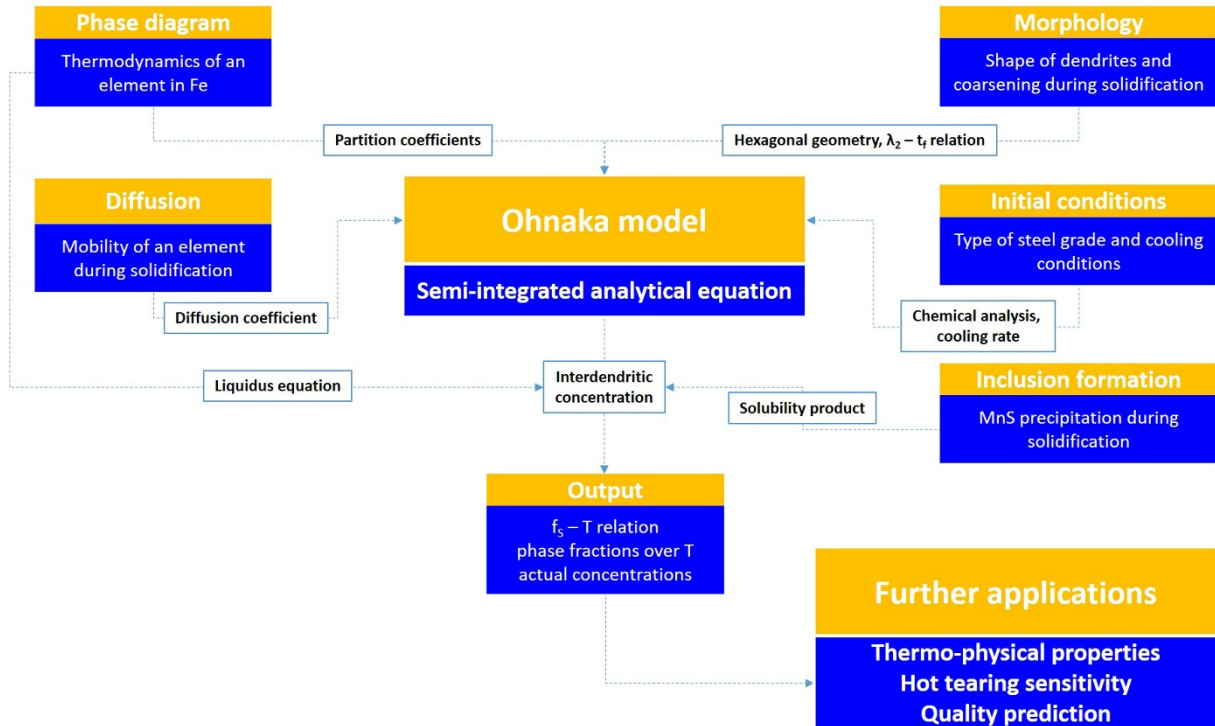 Phase diagram
Thermodynamics of an
element in Fe
Morphology
Shape of dendrites and
coarsening during solidification
Partition coefficients
Hexagonal geometry, λ₂ – tf relation
Diffusion
Mobility of an element
during solidification
Ohnaka model
Semi-integrated analytical equation
Initial conditions
Type of steel grade and cooling
conditions
Diffusion coefficient
Chemical analysis,
cooling rate
Liquidus equation
Interdendritic
concentration
Solubility product
Inclusion formation
MnS precipitation during
solidification
Output
fS – T relation
phase fractions over T
actual concentrations
Further applications
Thermo-physical properties
Hot tearing sensitivity
Quality prediction